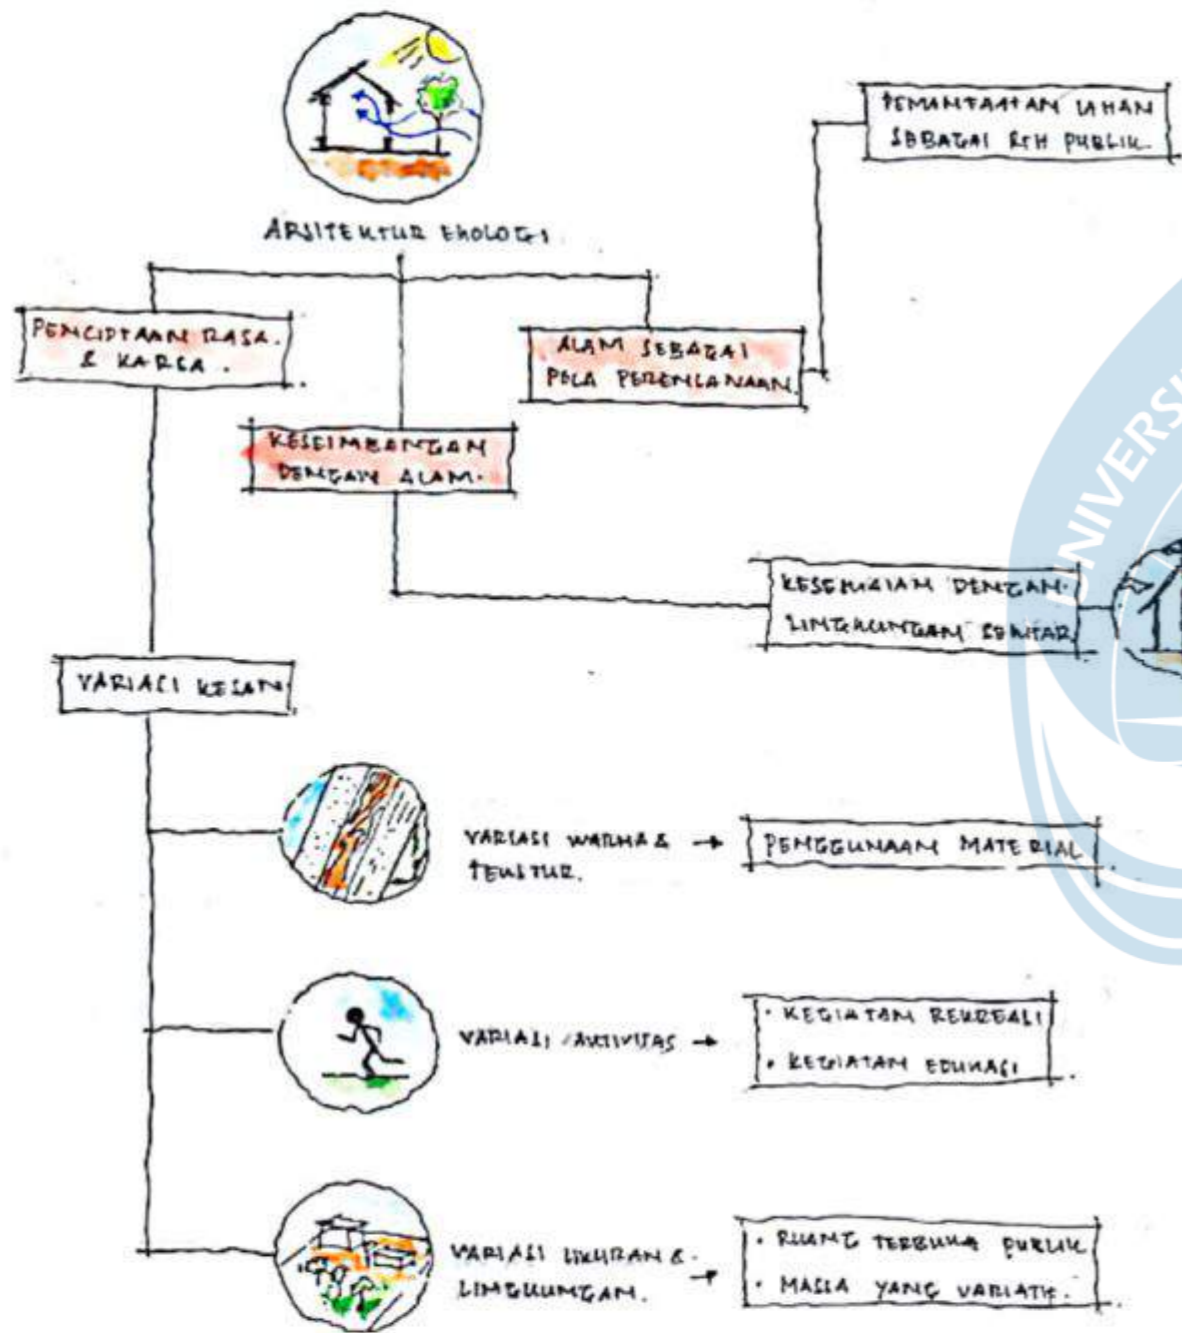 PEMANFAATAN LAHAN
SEBAGAI RTH PUBLIK.
ARSITEKTUR EKOLOGI.
PENCIPTAAN RASA.
& KARSA.
ALAM SEBAGAI
POLA PERENCANAAN.
KESEIMBANGAN
DENGAN ALAM.
KESESUAIAN DENGAN.
LINGKUNGAN SEKITAR
VARIASI KESAN
VARIASI WARNA &
TEKSTUR.
→ PENGGUNAAN MATERIAL
VARIASI AKTIVITAS →
• KEGIATAN REKREASI
• KEGIATAN EDUKASI
VARIASI UKURAN &.
LINGKUNGAN. →
• RUANG TERBUKA PUBLIK
• MASSA YANG VARIATIF.
UNIVERSI